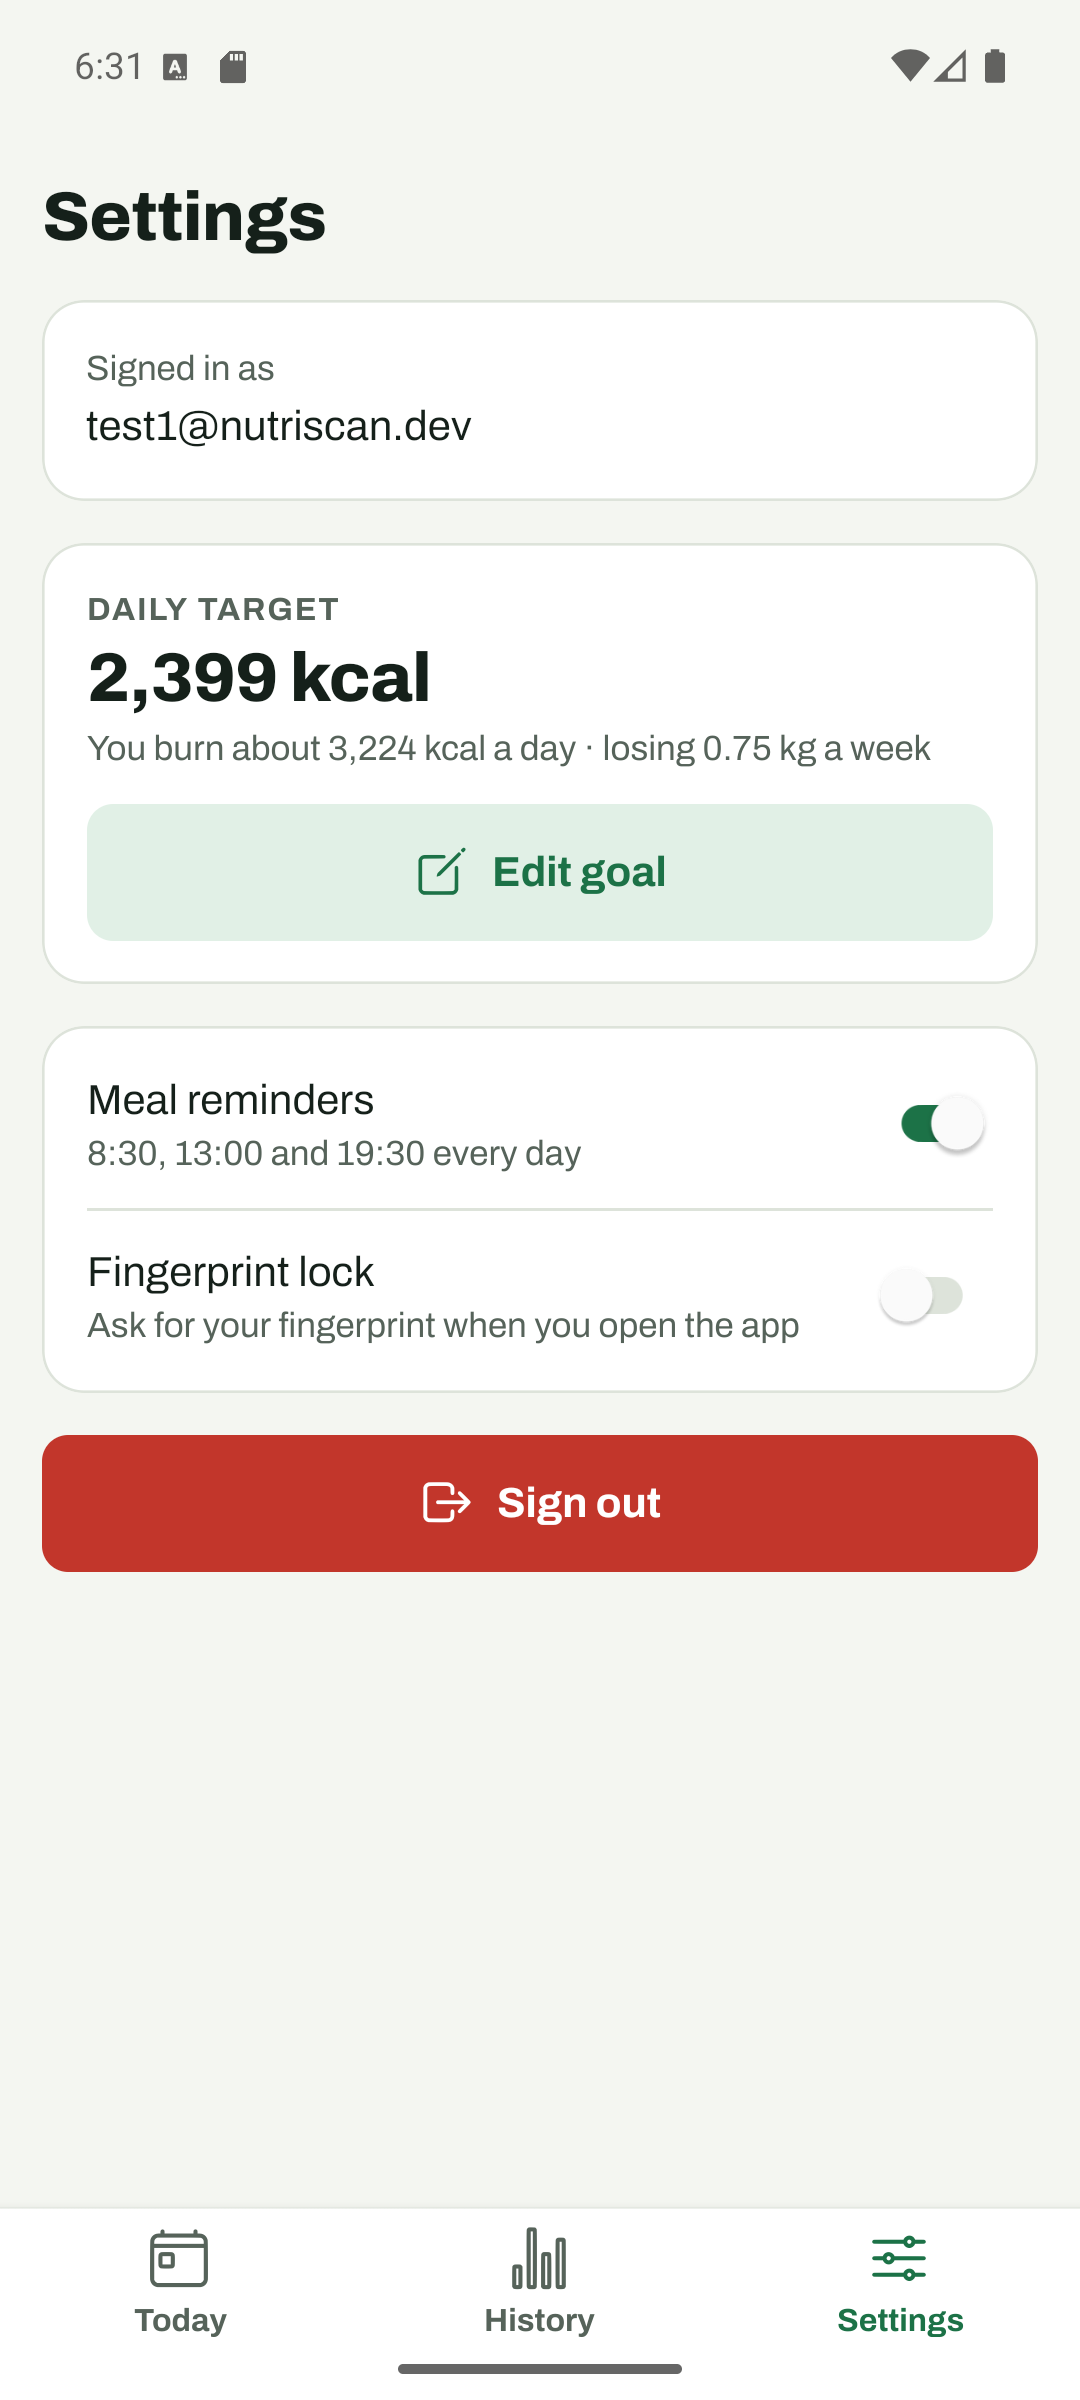 6:31
Settings
Signed in as
test1@nutriscan.dev
DAILY TARGET
2,399 kcal
You burn about 3,224 kcal a day · losing 0.75 kg a week
Edit goal
Meal reminders
8:30, 13:00 and 19:30 every day
Fingerprint lock
Ask for your fingerprint when you open the app
Sign out
Today
History
Settings